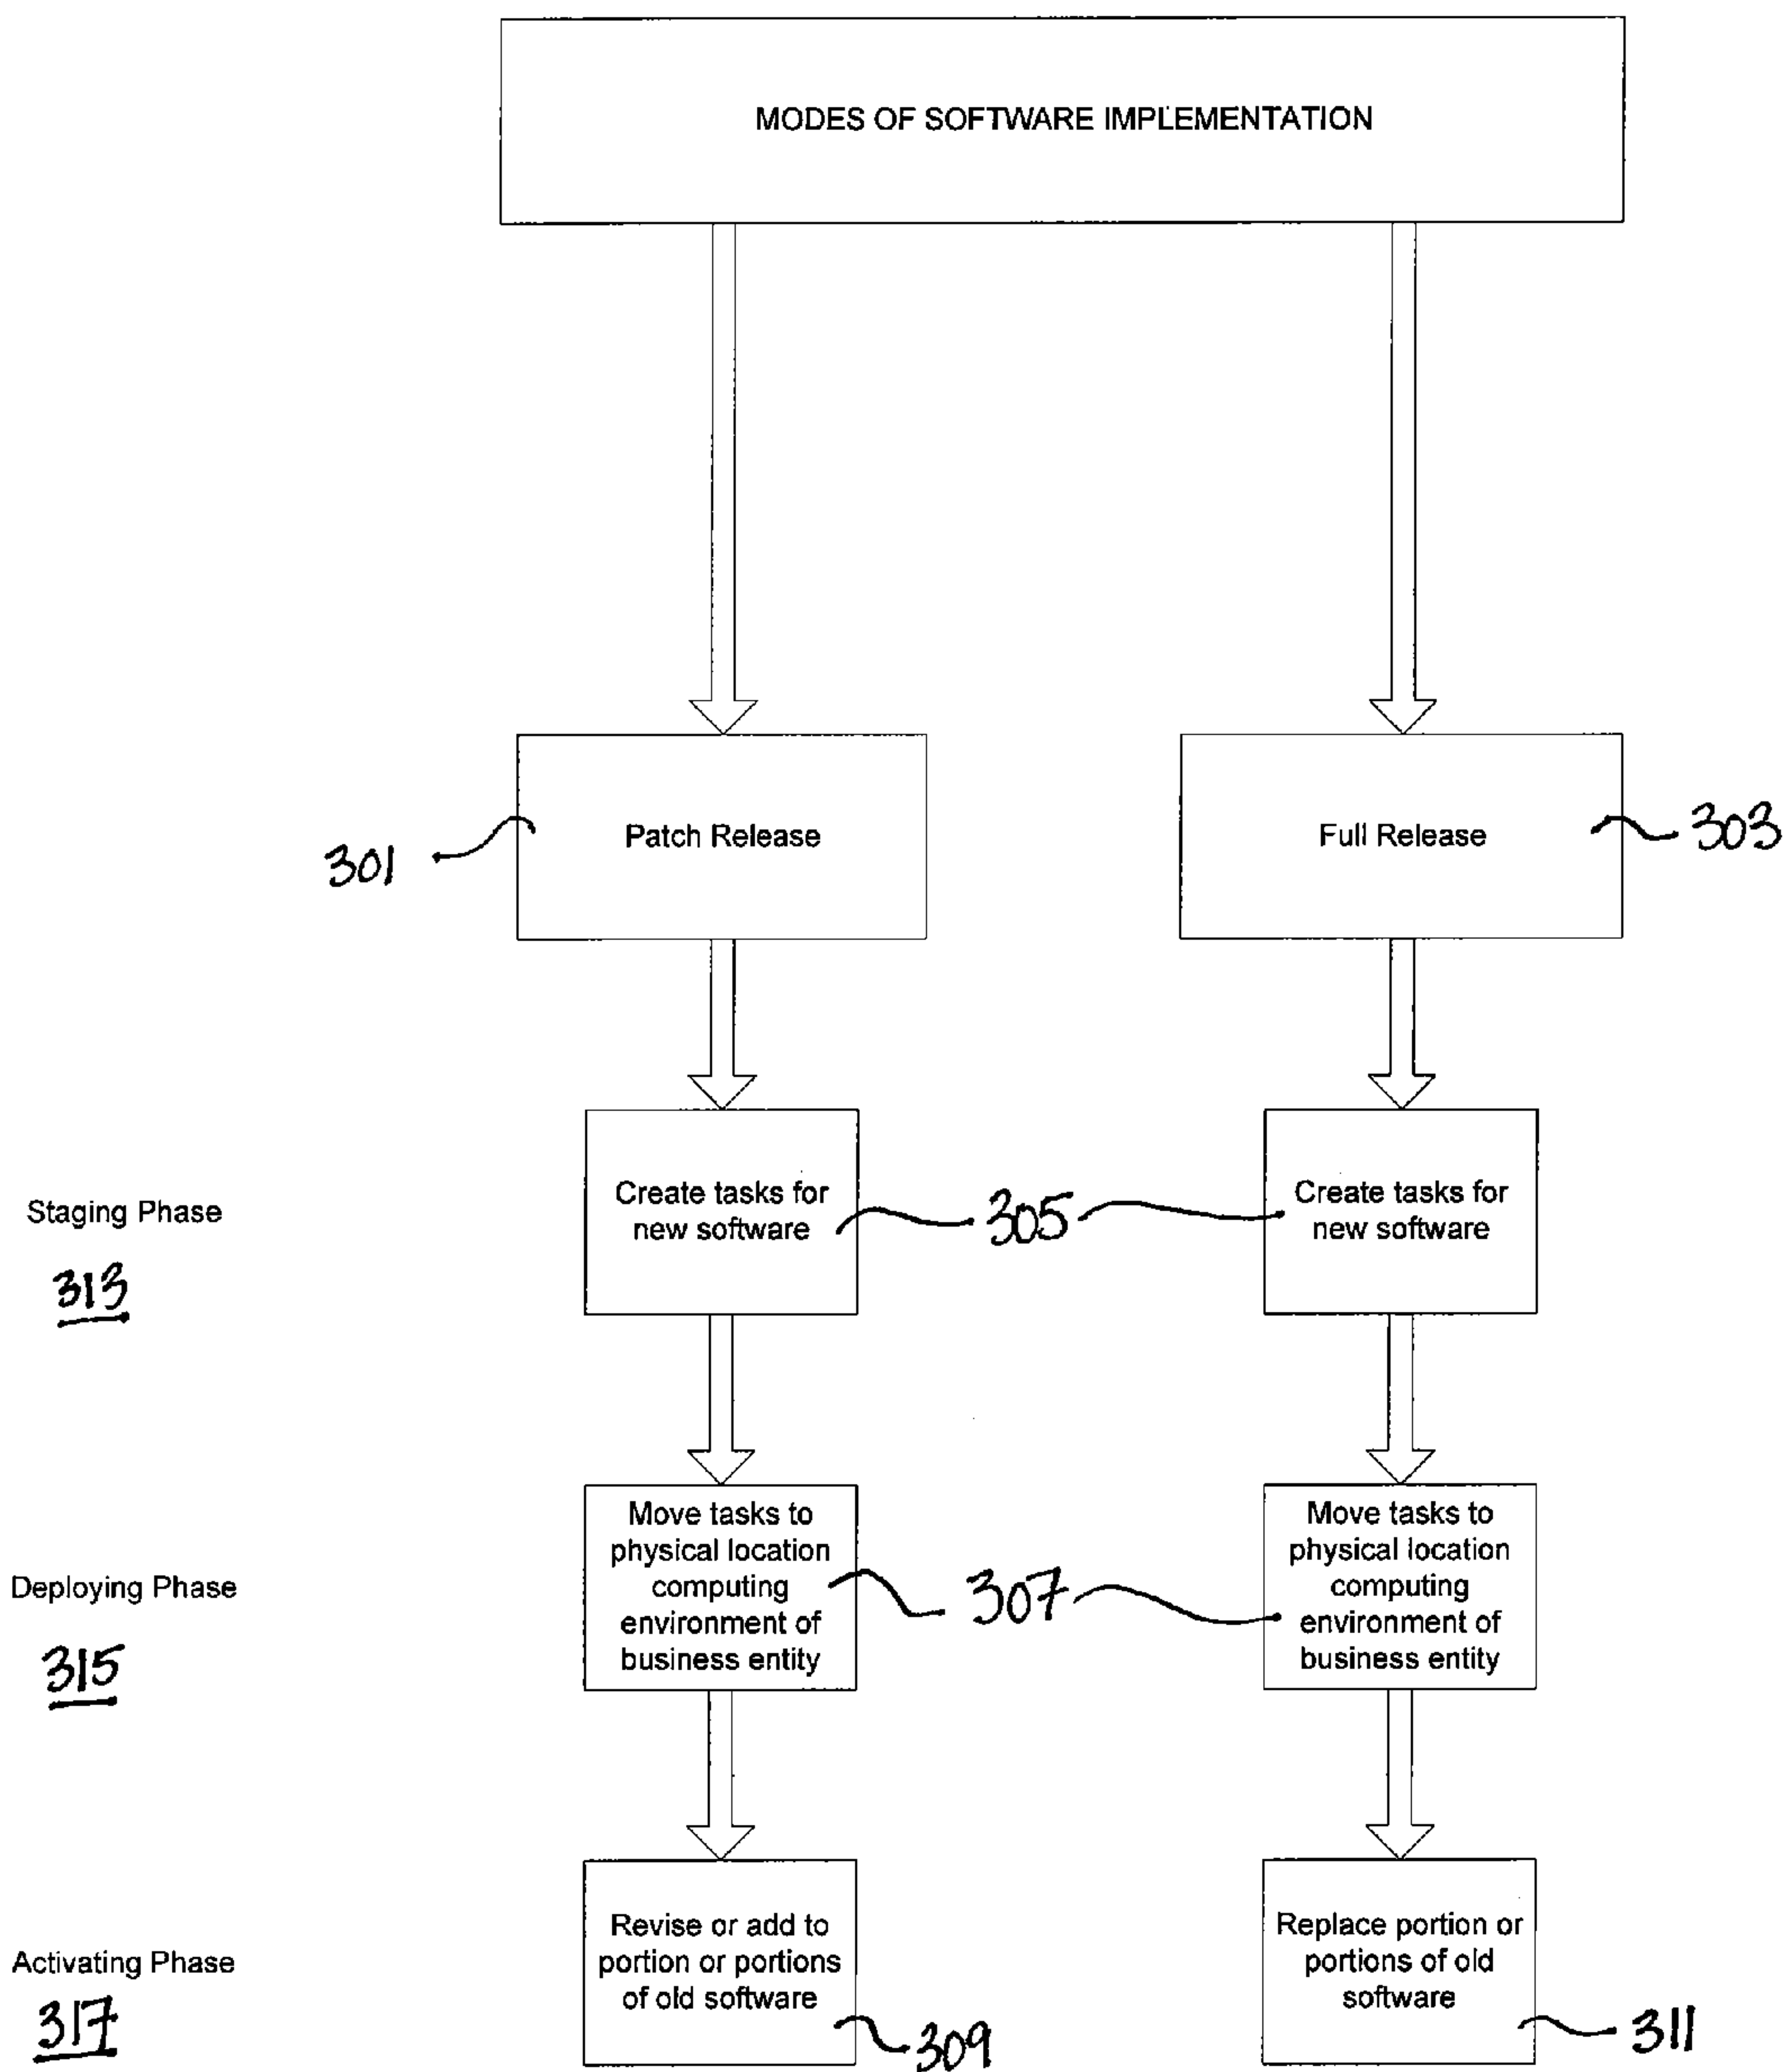 MODES OF SOFTWARE IMPLEMENTATION
301
Patch Release
Full Release
303
Staging Phase
313
Create tasks for
new software
305
Create tasks for
new software
Deploying Phase
315
Move tasks to
physical location
computing
environment of
business entity
307
Move tasks to
physical location
computing
environment of
business entity
Activating Phase
317
Revise or add to
portion or portions
of old software
309
Replace portion or
portions of old
software
311